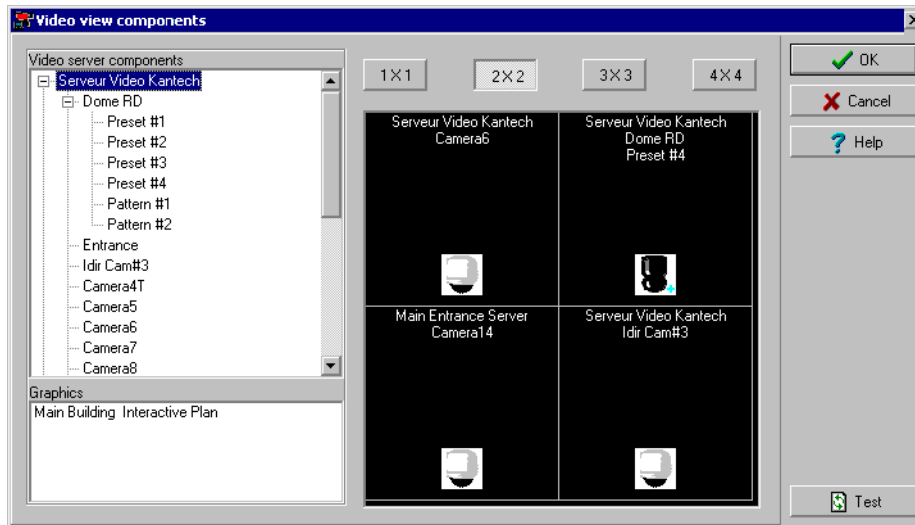 Video view components
Video server components
Serveur Video Kantech
Dome RD
Preset #1
Preset #2
Preset #3
Preset #4
Pattern #1
Pattern #2
Entrance
Idir Cam#3
Camera4T
Camera5
Camera6
Camera7
Camera8
Graphics
Main Building Interactive Plan
1X1 2X2 3X3 4X4
Serveur Video Kantech
Camera6
Serveur Video Kantech
Dome RD
Preset #4
Main Entrance Server
Camera14
Serveur Video Kantech
Idir Cam#3
OK
Cancel
Help
Test